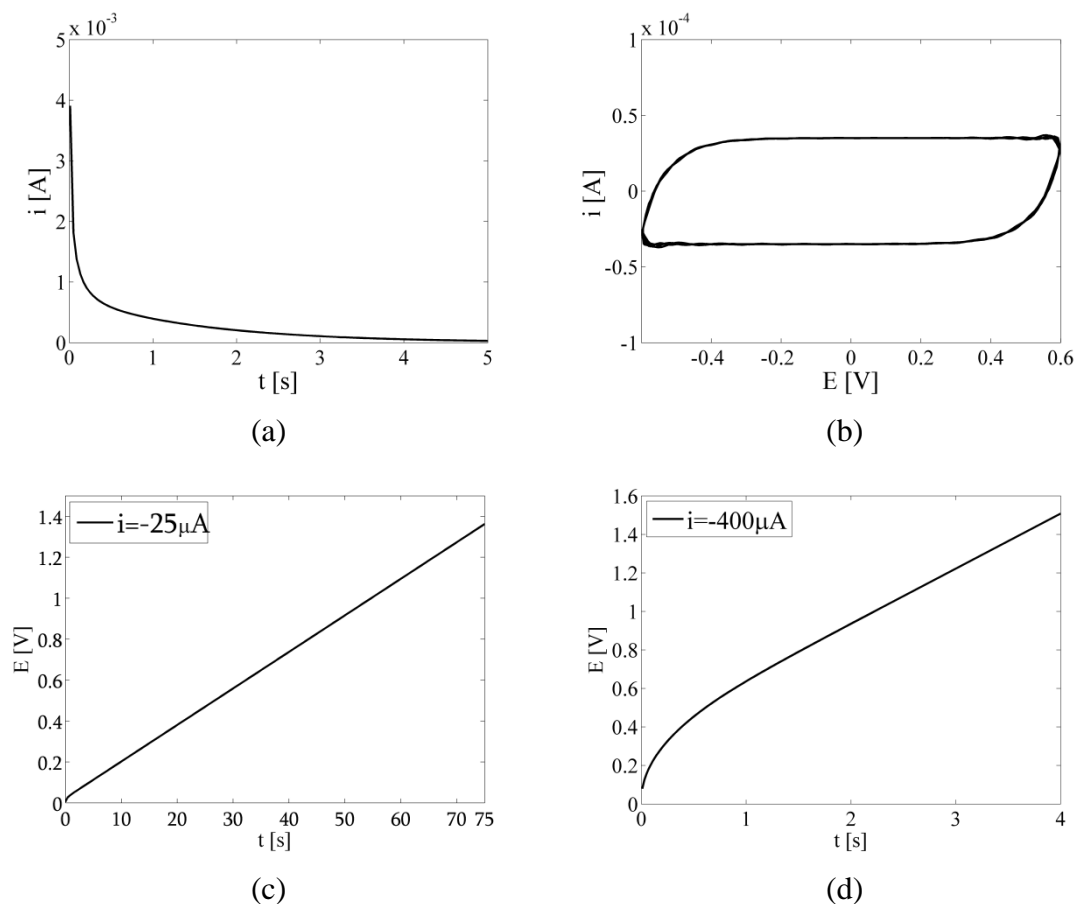 x 10⁻³
5
4
3
2
1
0
i [A]
0 1 2 3 4 5
t [s]
(a)
x 10⁻⁴
1
0.5
0
-0.5
-1
i [A]
-0.4 -0.2 0 0.2 0.4 0.6
E [V]
(b)
i=-25μA
1.4
1.2
1
0.8
0.6
0.4
0.2
0
E [V]
0 10 20 30 40 50 60 70 75
t [s]
(c)
i=-400μA
1.6
1.4
1.2
1
0.8
0.6
0.4
0.2
0
E [V]
0 1 2 3 4
t [s]
(d)